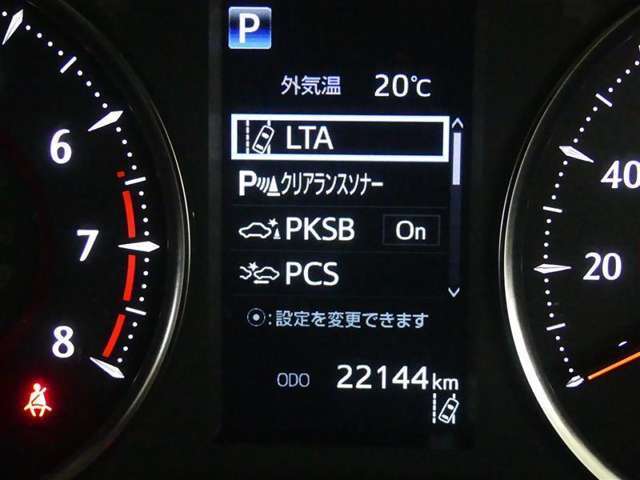 P
外気温 20℃
LTA
Pクリアランスソナー
PKSB On
PCS
:設定を変更できます
ODO 22144km
6
7
8
40
20